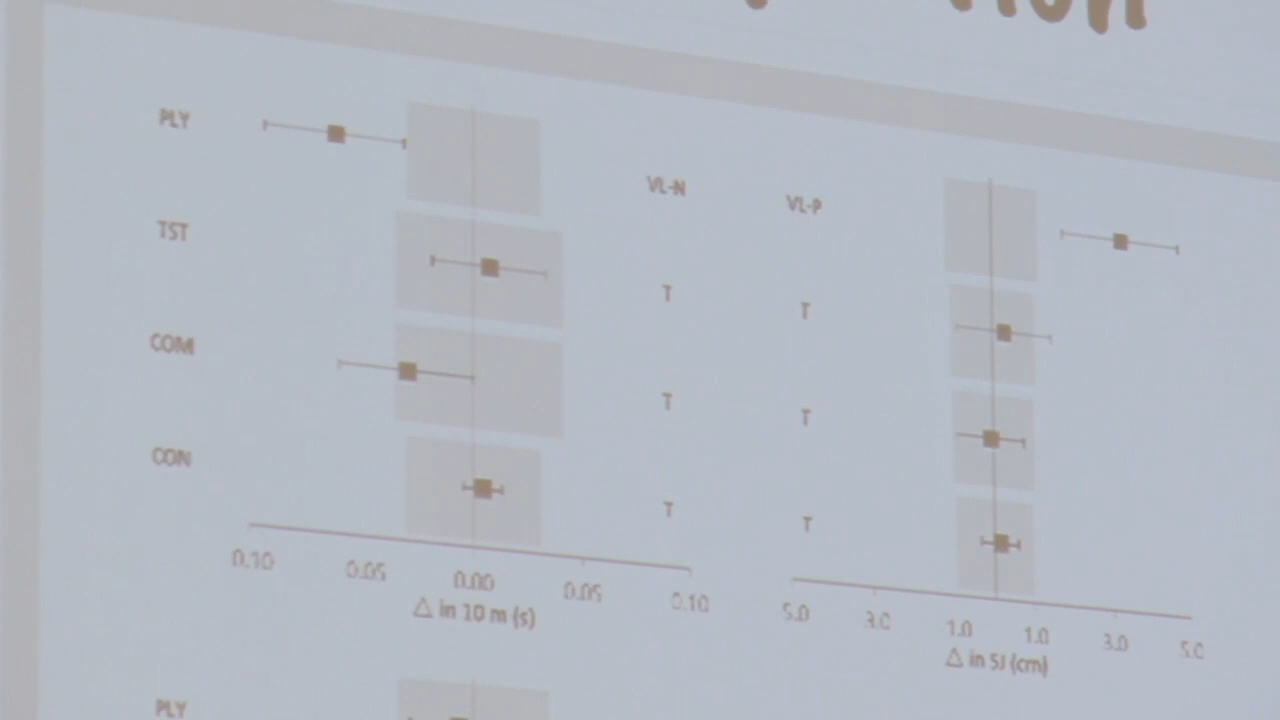 PLY
VL-N VL-P
TST
T T
COM
T T
CON
T T
0.10 0.05 0.00 0.05 0.10
△ in 10 m (s)
5.0 3.0 1.0 1.0 3.0 5.0
△ in SJ (cm)
PLY